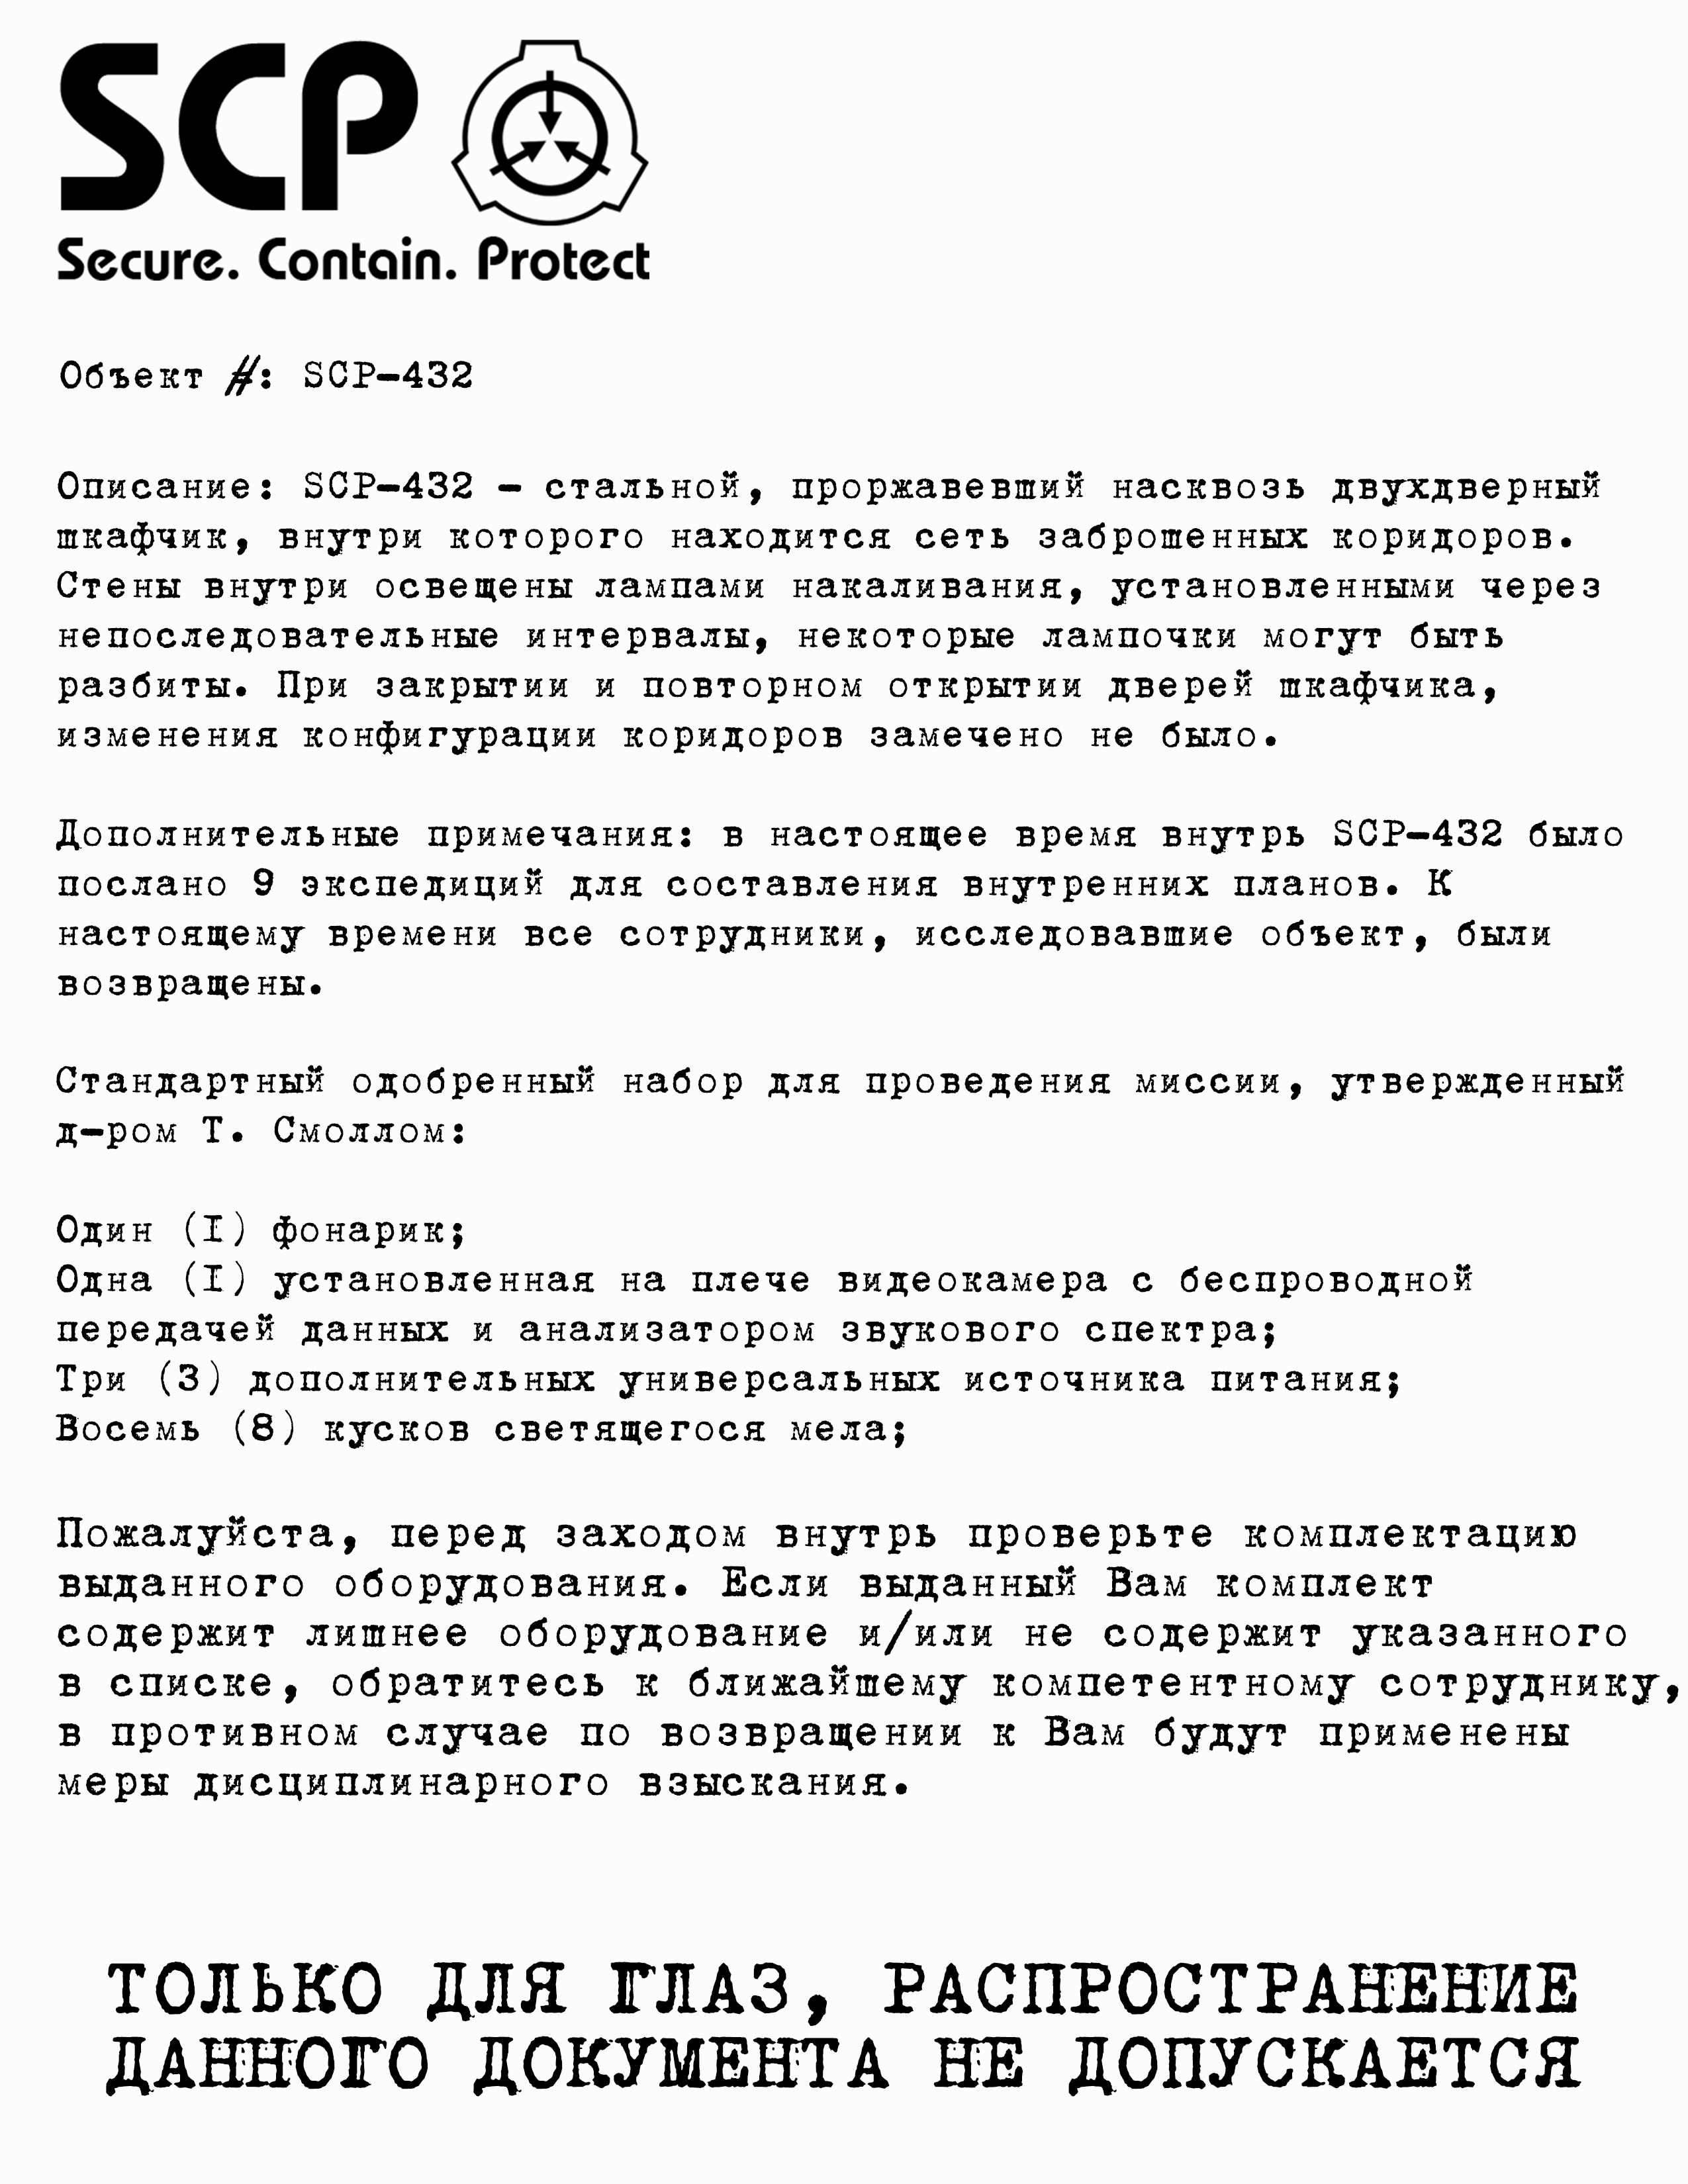 SCP
Secure. Contain. Protect
Объект #: SCP-432
Описание: SCP-432 - стальной, проржавевший насквозь двухдверный
шкафчик, внутри которого находится сеть заброшенных коридоров.
Стены внутри освещены лампами накаливания, установленными через
непоследовательные интервалы, некоторые лампочки могут быть
разбиты. При закрытии и повторном открытии дверей шкафчика,
изменения конфигурации коридоров замечено не было.
Дополнительные примечания: в настоящее время внутрь SCP-432 было
послано 9 экспедиций для составления внутренних планов. К
настоящему времени все сотрудники, исследовавшие объект, были
возвращены.
Стандартный одобренный набор для проведения миссии, утвержденный
д-ром Т. Смоллом:
Один (I) фонарик;
Одна (I) установленная на плече видеокамера с беспроводной
передачей данных и анализатором звукового спектра;
Три (3) дополнительных универсальных источника питания;
Восемь (8) кусков светящегося мела;
Пожалуйста, перед заходом внутрь проверьте комплектацию
выданного оборудования. Если выданный Вам комплект
содержит лишнее оборудование и/или не содержит указанного
в списке, обратитесь к ближайшему компетентному сотруднику,
в противном случае по возвращении к Вам будут применены
меры дисциплинарного взыскания.
ТОЛЬКО ДЛЯ ГЛАЗ, РАСПРОСТРАНЕНИЕ
ДАННОГО ДОКУМЕНТА НЕ ДОПУСКАЕТСЯ